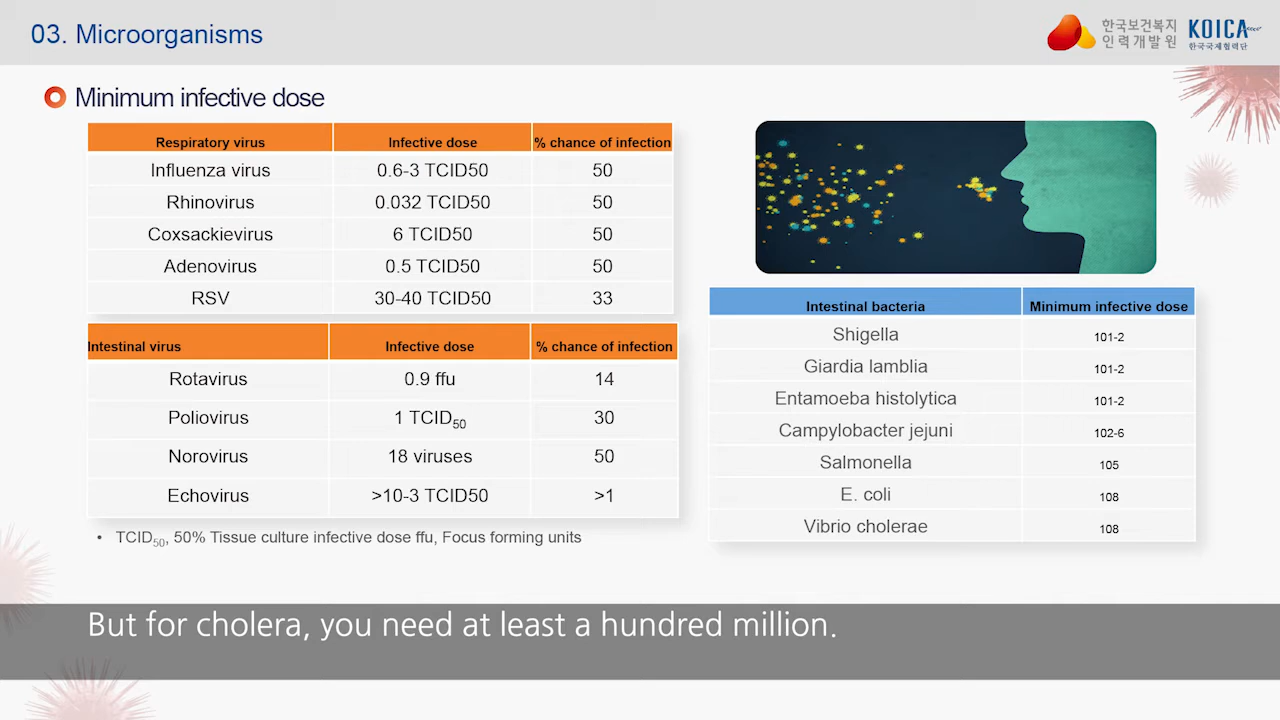 03. Microorganisms
한국보건복지
인력개발원
KOICA
한국국제협력단
Minimum infective dose
Respiratory virus Infective dose % chance of infection
Influenza virus 0.6-3 TCID50 50
Rhinovirus 0.032 TCID50 50
Coxsackievirus 6 TCID50 50
Adenovirus 0.5 TCID50 50
RSV 30-40 TCID50 33
Intestinal virus Infective dose % chance of infection
Rotavirus 0.9 ffu 14
Poliovirus 1 TCID50 30
Norovirus 18 viruses 50
Echovirus >10-3 TCID50 >1
• TCID50, 50% Tissue culture infective dose ffu, Focus forming units
Intestinal bacteria Minimum infective dose
Shigella 101-2
Giardia lamblia 101-2
Entamoeba histolytica 101-2
Campylobacter jejuni 102-6
Salmonella 105
E. coli 108
Vibrio cholerae 108
But for cholera, you need at least a hundred million.